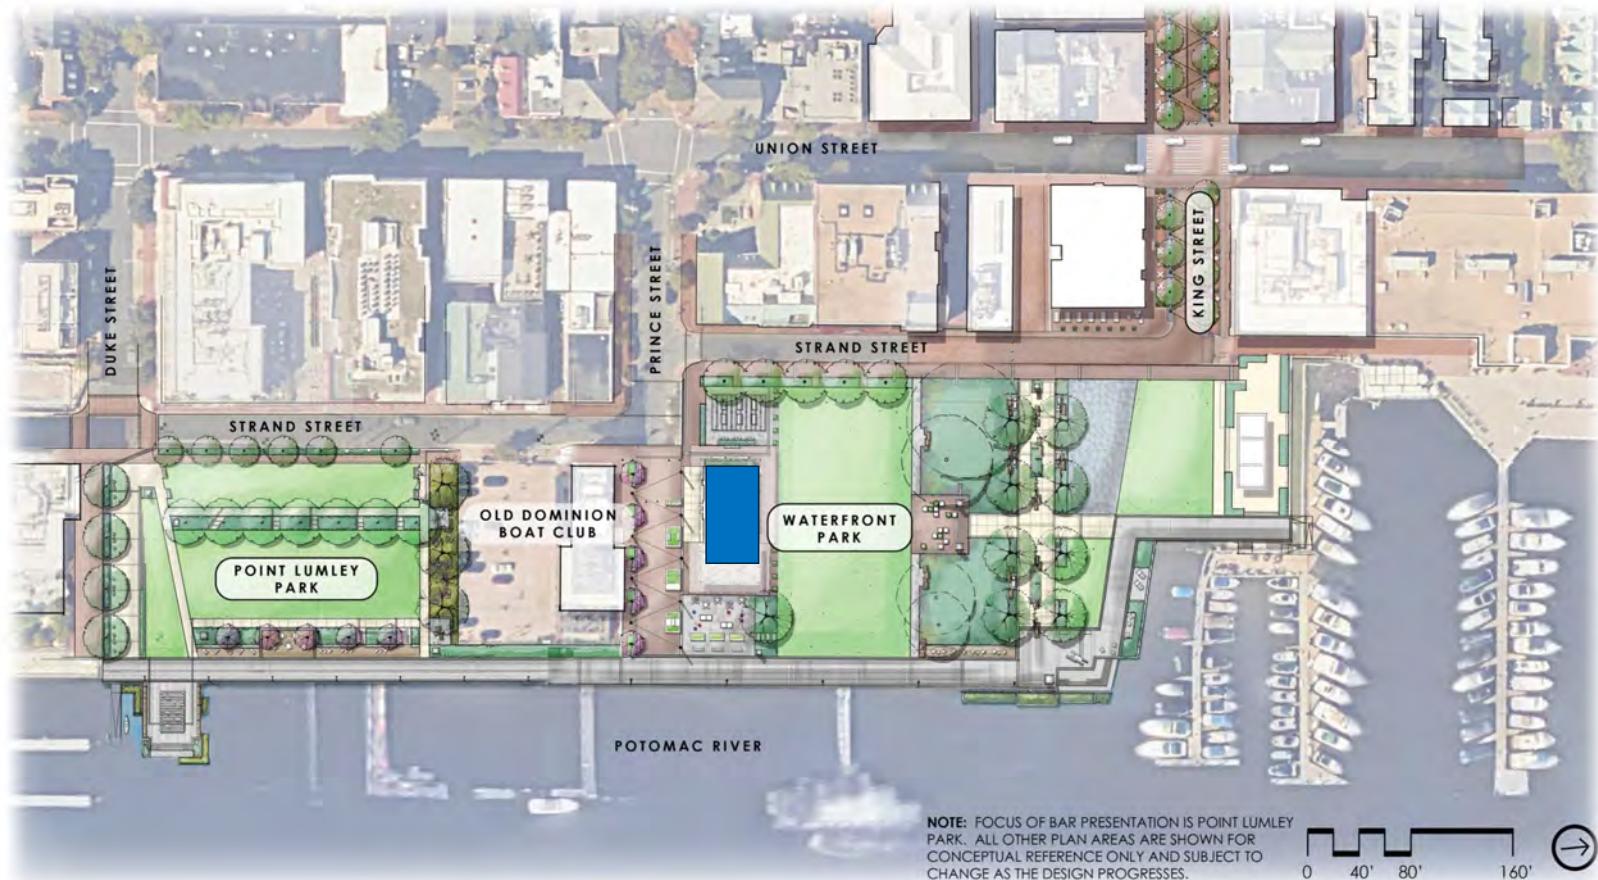 UNION STREET
DUKE STREET
PRINCE STREET
KING STREET
STRAND STREET
STRAND STREET
OLD DOMINION
BOAT CLUB
WATERFRONT
PARK
POINT LUMLEY
PARK
POTOMAC RIVER
NOTE: FOCUS OF BAR PRESENTATION IS POINT LUMLEY
PARK. ALL OTHER PLAN AREAS ARE SHOWN FOR
CONCEPTUAL REFERENCE ONLY AND SUBJECT TO
CHANGE AS THE DESIGN PROGRESSES.
0 40' 80' 160'